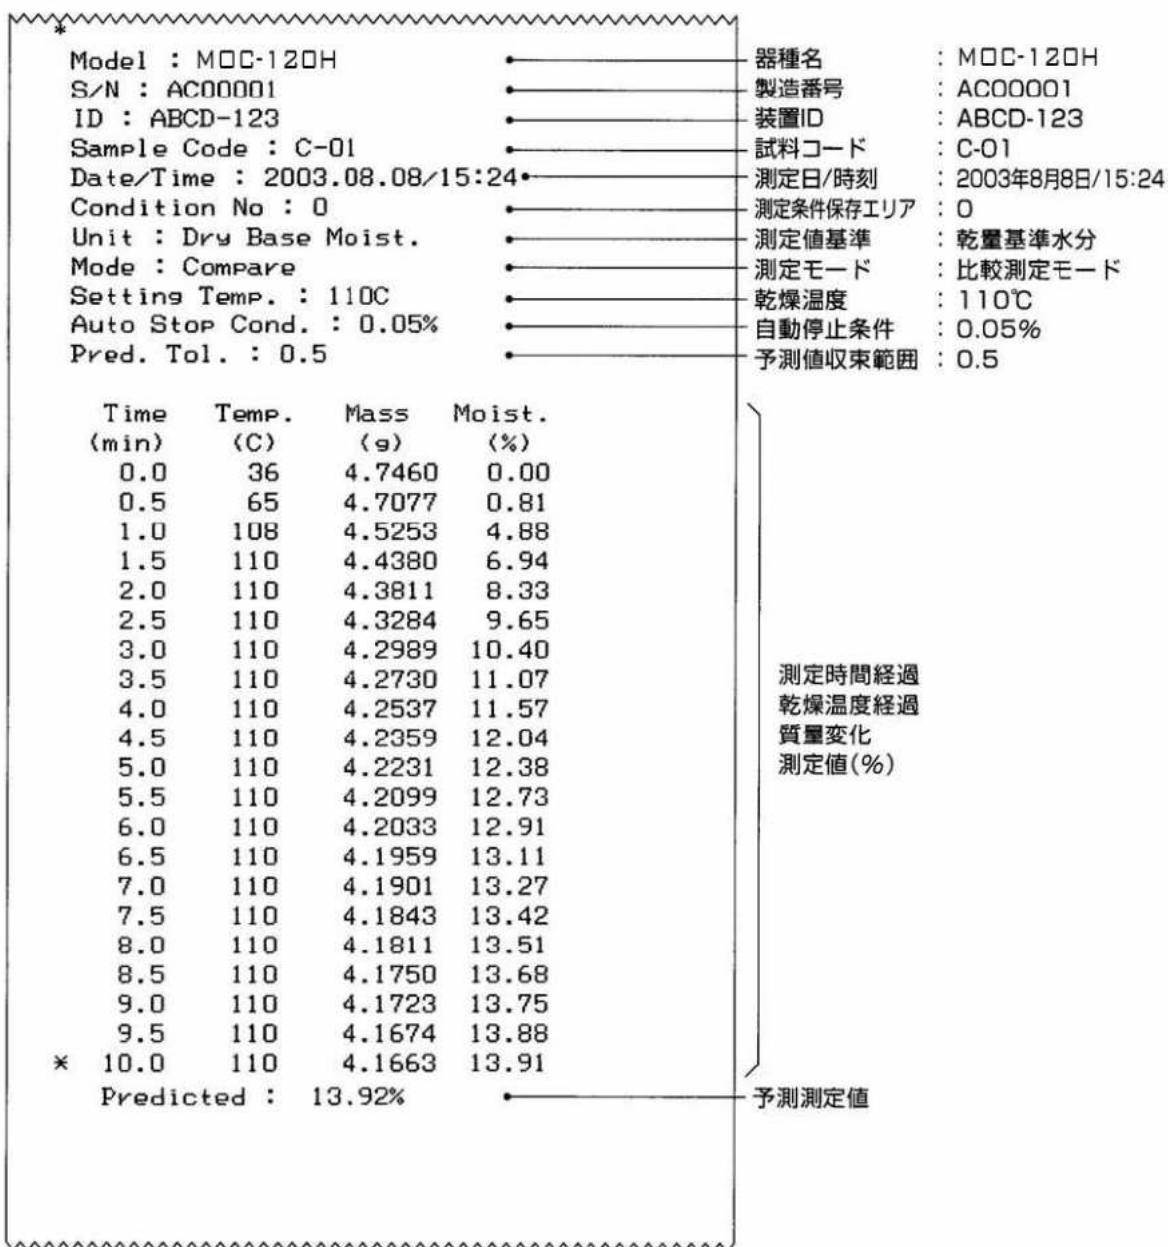 *
Model : MOC-120H 器種名 : MOC-120H
S/N : AC00001 製造番号 : AC00001
ID : ABCD-123 装置ID : ABCD-123
Sample Code : C-01 試料コード : C-01
Date/Time : 2003.08.08/15:24 測定日/時刻 : 2003年8月8日/15:24
Condition No : 0 測定条件保存エリア : 0
Unit : Dry Base Moist. 測定値基準 : 乾量基準水分
Mode : Compare 測定モード : 比較測定モード
Setting Temp. : 110C 乾燥温度 : 110℃
Auto Stop Cond. : 0.05% 自動停止条件 : 0.05%
Pred. Tol. : 0.5 予測値収束範囲 : 0.5
Time Temp. Mass Moist.
(min) (C) (g) (%)
0.0 36 4.7460 0.00
0.5 65 4.7077 0.81
1.0 108 4.5253 4.88
1.5 110 4.4380 6.94
2.0 110 4.3811 8.33
2.5 110 4.3284 9.65
3.0 110 4.2989 10.40
3.5 110 4.2730 11.07
4.0 110 4.2537 11.57
4.5 110 4.2359 12.04
5.0 110 4.2231 12.38
5.5 110 4.2099 12.73
6.0 110 4.2033 12.91
6.5 110 4.1959 13.11
7.0 110 4.1901 13.27
7.5 110 4.1843 13.42
8.0 110 4.1811 13.51
8.5 110 4.1750 13.68
9.0 110 4.1723 13.75
9.5 110 4.1674 13.88
* 10.0 110 4.1663 13.91
測定時間経過
乾燥温度経過
質量変化
測定値(%)
Predicted : 13.92% 予測測定値